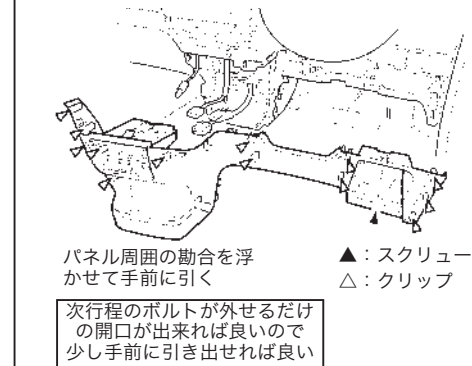 パネル周囲の勘合を浮
かせて手前に引く
▲：スクリュー
△：クリップ
次行程のボルトが外せるだけ
の開口が出来れば良いので
少し手前に引き出せれば良い